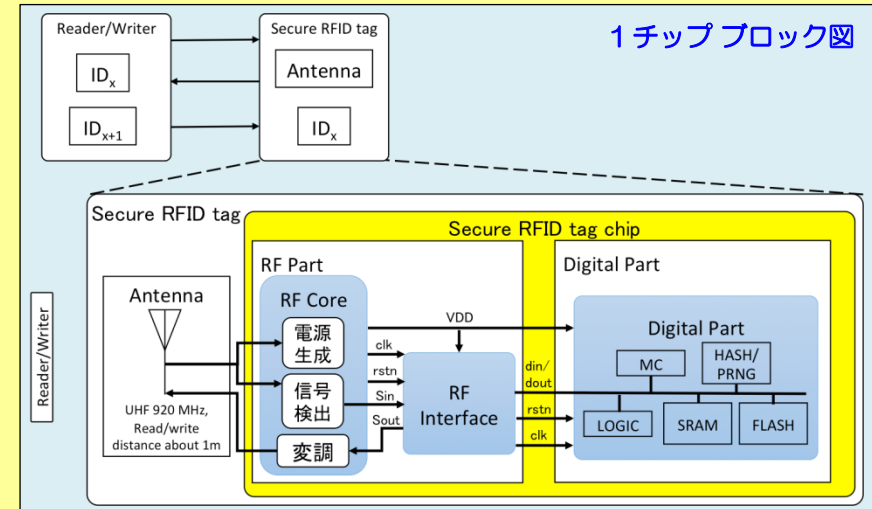 1チップ ブロック図
Reader/Writer
IDx
IDx+1
Secure RFID tag
Antenna
IDx
Secure RFID tag
Secure RFID tag chip
Reader/Writer
Antenna
UHF 920 MHz,
Read/write
distance about 1m
RF Part
RF Core
電源
生成
信号
検出
変調
VDD
clk
rstn
Sin
Sout
RF
Interface
din/
dout
rstn
clk
Digital Part
Digital Part
MC
HASH/
PRNG
LOGIC
SRAM
FLASH